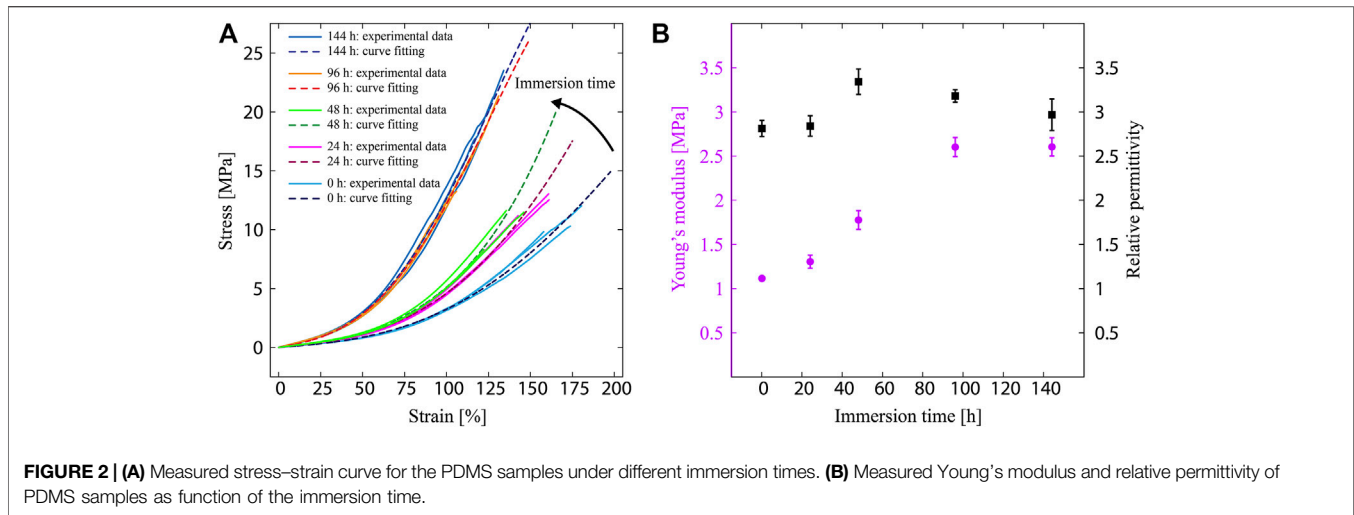 A
B
144 h: experimental data
144 h: curve fitting
96 h: experimental data
96 h: curve fitting
48 h: experimental data
48 h: curve fitting
24 h: experimental data
24 h: curve fitting
0 h: experimental data
0 h: curve fitting
Immersion time
Stress [MPa]
25
20
15
10
5
0
0 25 50 75 100 125 150 175 200
Strain [%]
Young's modulus [MPa]
3.5
3
2.5
2
1.5
1
0.5
0 20 40 60 80 100 120 140
Immersion time [h]
3.5
3
2.5
2
1.5
1
0.5
Relative permittivity
FIGURE 2 | (A) Measured stress–strain curve for the PDMS samples under different immersion times. (B) Measured Young's modulus and relative permittivity of
PDMS samples as function of the immersion time.